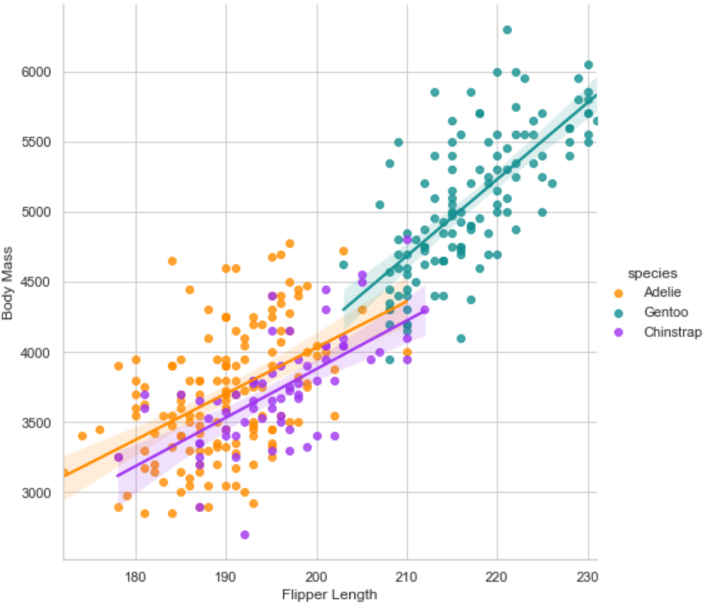 6000
5500
5000
4500
4000
3500
3000
Body Mass
180 190 200 210 220 230
Flipper Length
species
Adelie
Gentoo
Chinstrap